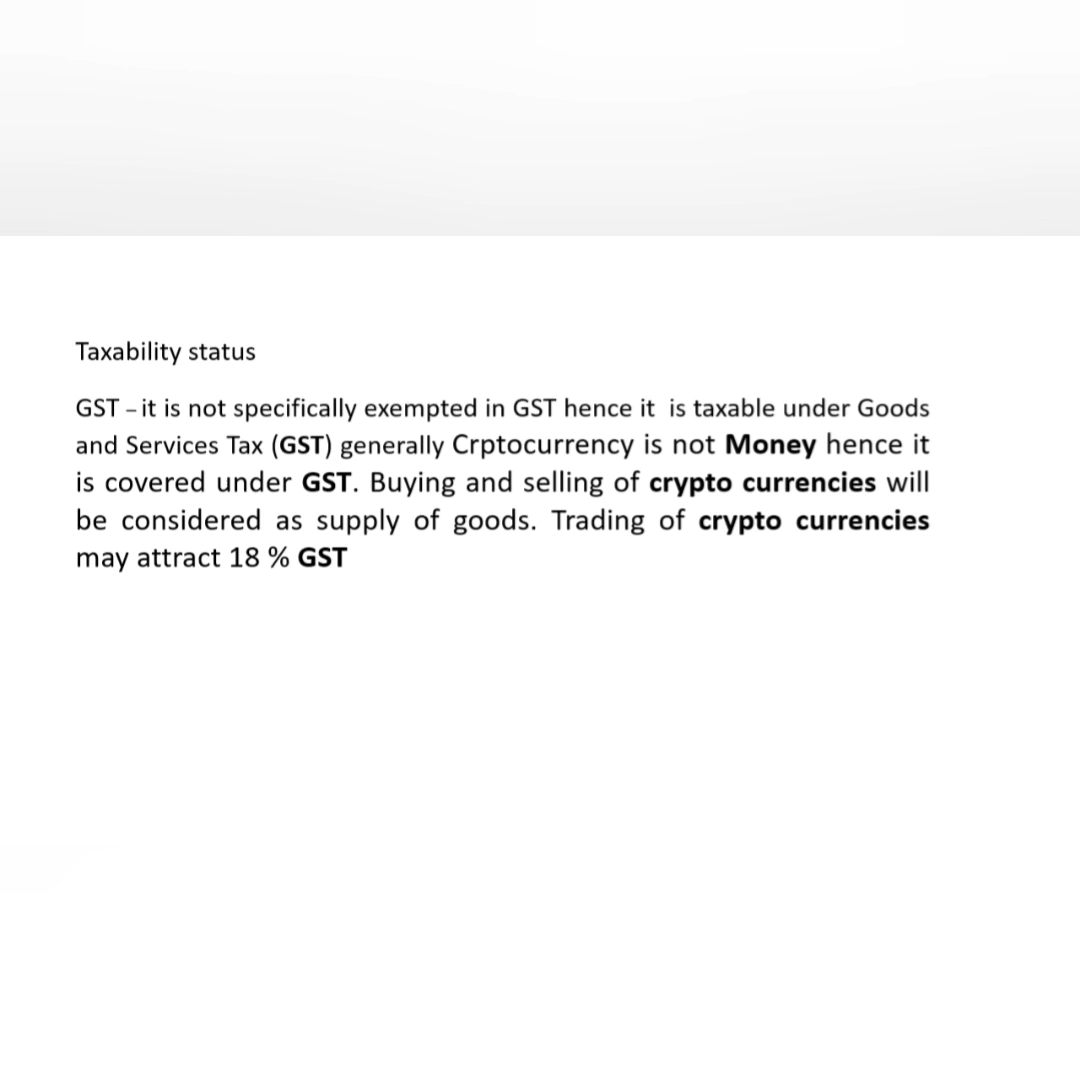 Taxability status
GST – it is not specifically exempted in GST hence it is taxable under Goods
and Services Tax (GST) generally Crptocurrency is not Money hence it
is covered under GST. Buying and selling of crypto currencies will
be considered as supply of goods. Trading of crypto currencies
may attract 18 % GST